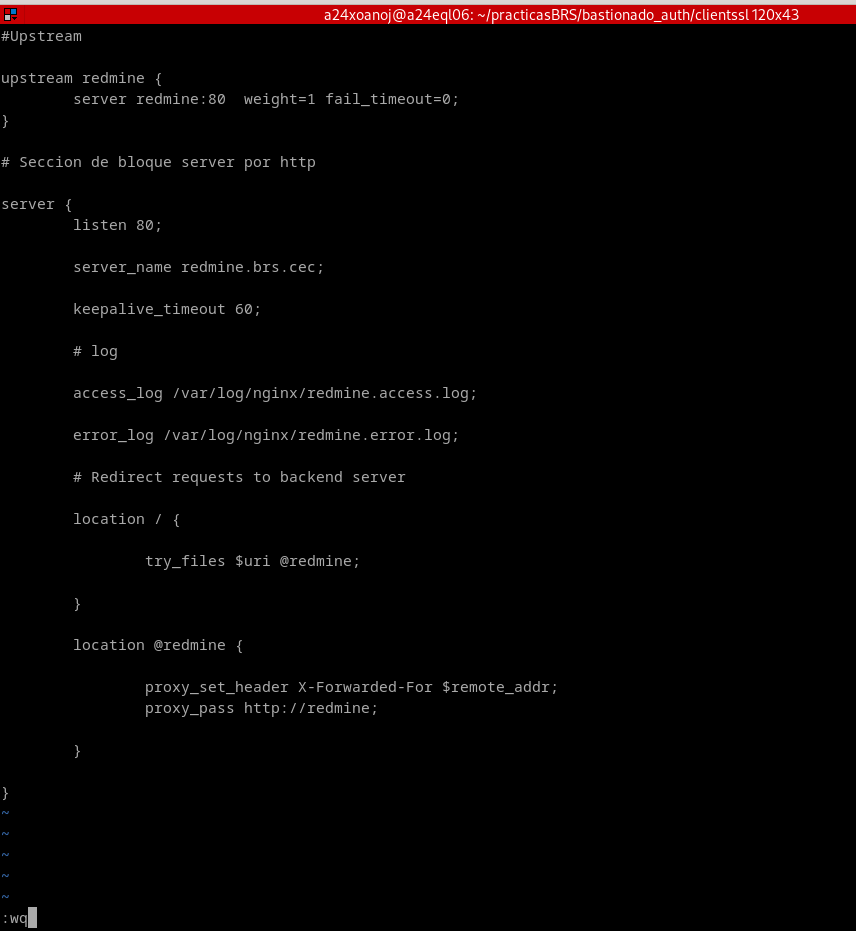 a24xoanoj@a24eql06: ~/practicasBRS/bastionado_auth/clientssl 120x43
#Upstream
upstream redmine {
server redmine:80  weight=1 fail_timeout=0;
}
# Seccion de bloque server por http
server {
listen 80;
server_name redmine.brs.cec;
keepalive_timeout 60;
# log
access_log /var/log/nginx/redmine.access.log;
error_log /var/log/nginx/redmine.error.log;
# Redirect requests to backend server
location / {
try_files $uri @redmine;
}
location @redmine {
proxy_set_header X-Forwarded-For $remote_addr;
proxy_pass http://redmine;
}
}
~
~
~
~
~
:wq